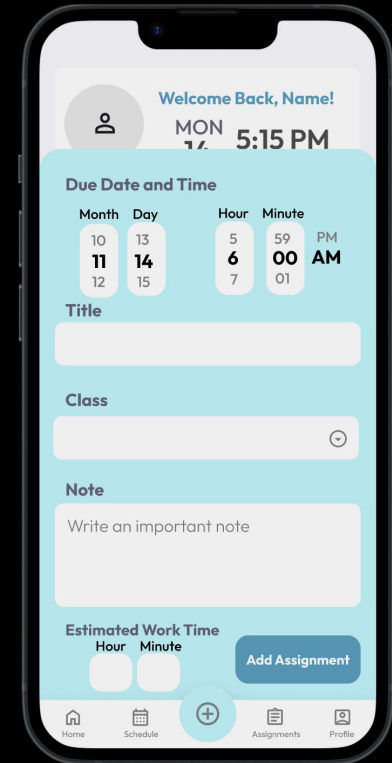 Welcome Back, Name!
MON
14
5:15 PM
Due Date and Time
Month Day Hour Minute
10 13 5 59 PM
11 14 6 00 AM
12 15 7 01
Title
Class
Note
Write an important note
Estimated Work Time
Hour Minute
Add Assignment
Home Schedule Assignments Profile